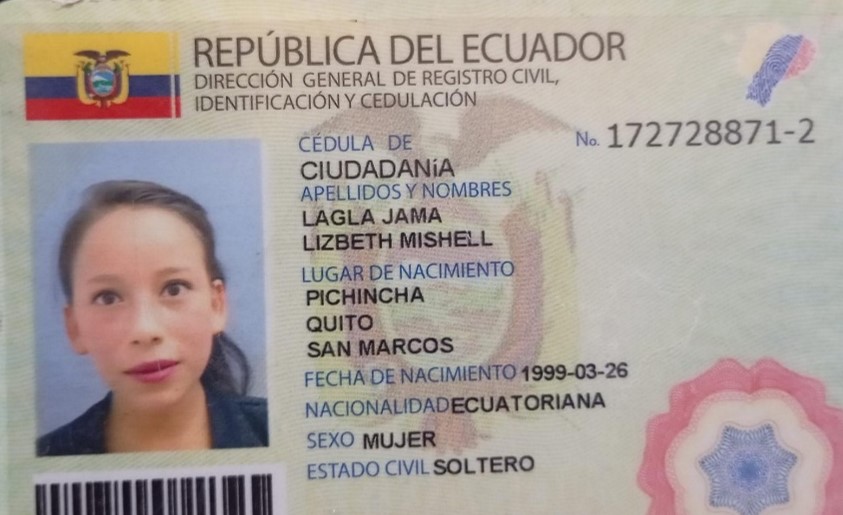 REPÚBLICA DEL ECUADOR
DIRECCIÓN GENERAL DE REGISTRO CIVIL,
IDENTIFICACIÓN Y CEDULACIÓN
CÉDULA DE No. 172728871-2
CIUDADANíA
APELLIDOS Y NOMBRES
LAGLA JAMA
LIZBETH MISHELL
LUGAR DE NACIMIENTO
PICHINCHA
QUITO
SAN MARCOS
FECHA DE NACIMIENTO 1999-03-26
NACIONALIDAD ECUATORIANA
SEXO MUJER
ESTADO CIVIL SOLTERO